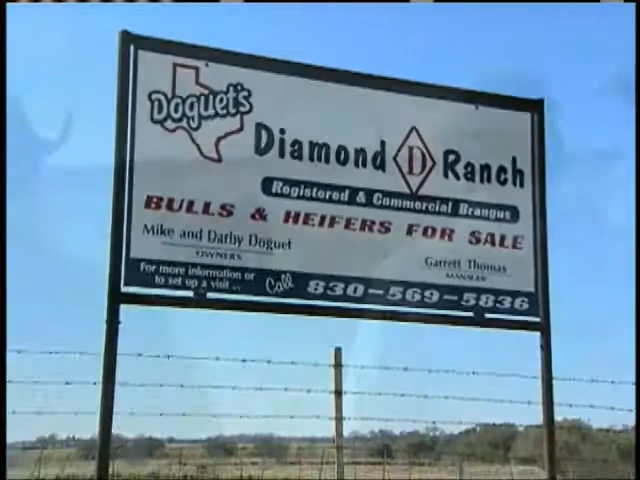 Doguet's
Diamond D Ranch
Registered & Commercial Brangus
BULLS & HEIFERS FOR SALE
Mike and Darby Doguet
OWNERS
Garrett Thomas
MANAGER
For more information or
to set up a visit... Call 830-569-5836